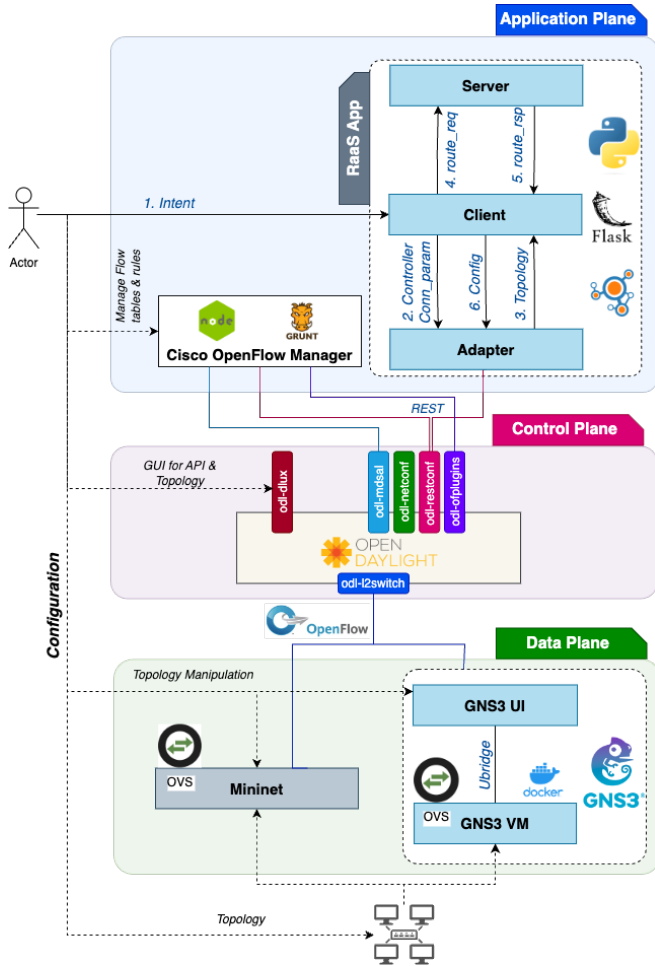 Application Plane
RaaS App
Server
4. route_req
5. route_rsp
1. Intent
Client
Flask
Actor
Manage Flow
tables & rules
2. Controller
Conn_param
6. Config
3. Topology
node
GRUNT
Cisco OpenFlow Manager
Adapter
REST
Control Plane
GUI for API &
Topology
odl-dlux
odl-mdsal
odl-netconf
odl-restconf
odl-ofplugins
OPEN
DAYLIGHT
odl-l2switch
Configuration
OpenFlow
Data Plane
Topology Manipulation
GNS3 UI
OVS
Mininet
Ubridge
docker
GNS3
OVS
GNS3 VM
Topology